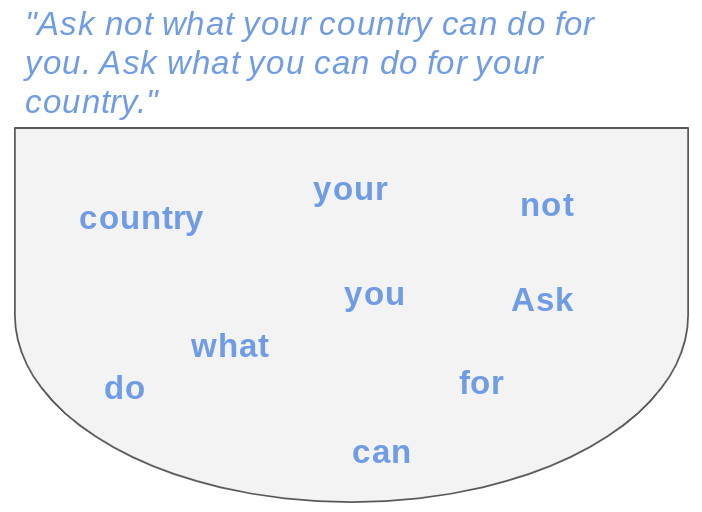 "Ask not what your country can do for
you. Ask what you can do for your
country."
your
not
country
you
Ask
what
for
do
can